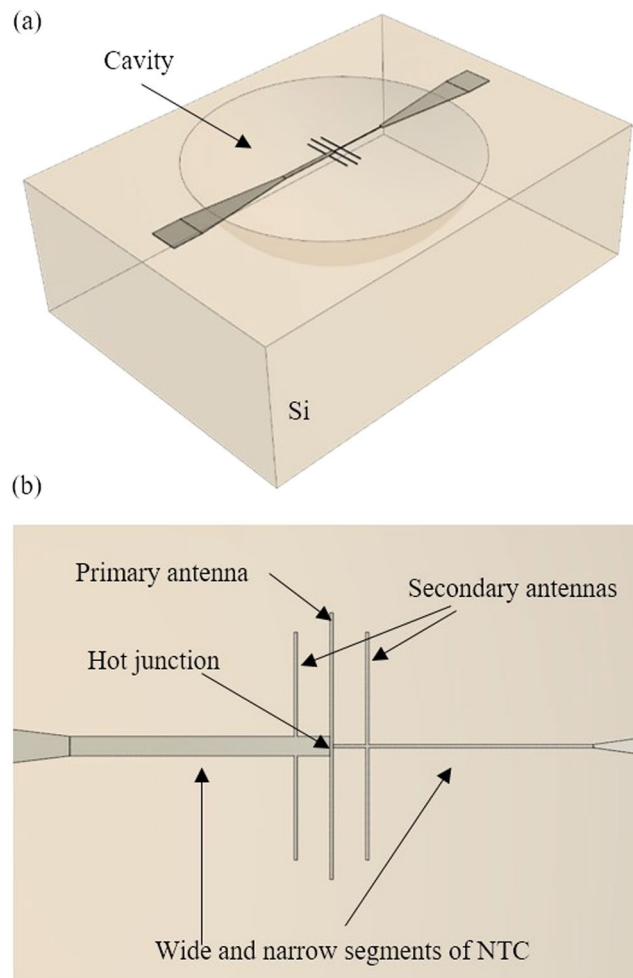 (a)
Cavity
Si
(b)
Primary antenna
Secondary antennas
Hot junction
Wide and narrow segments of NTC